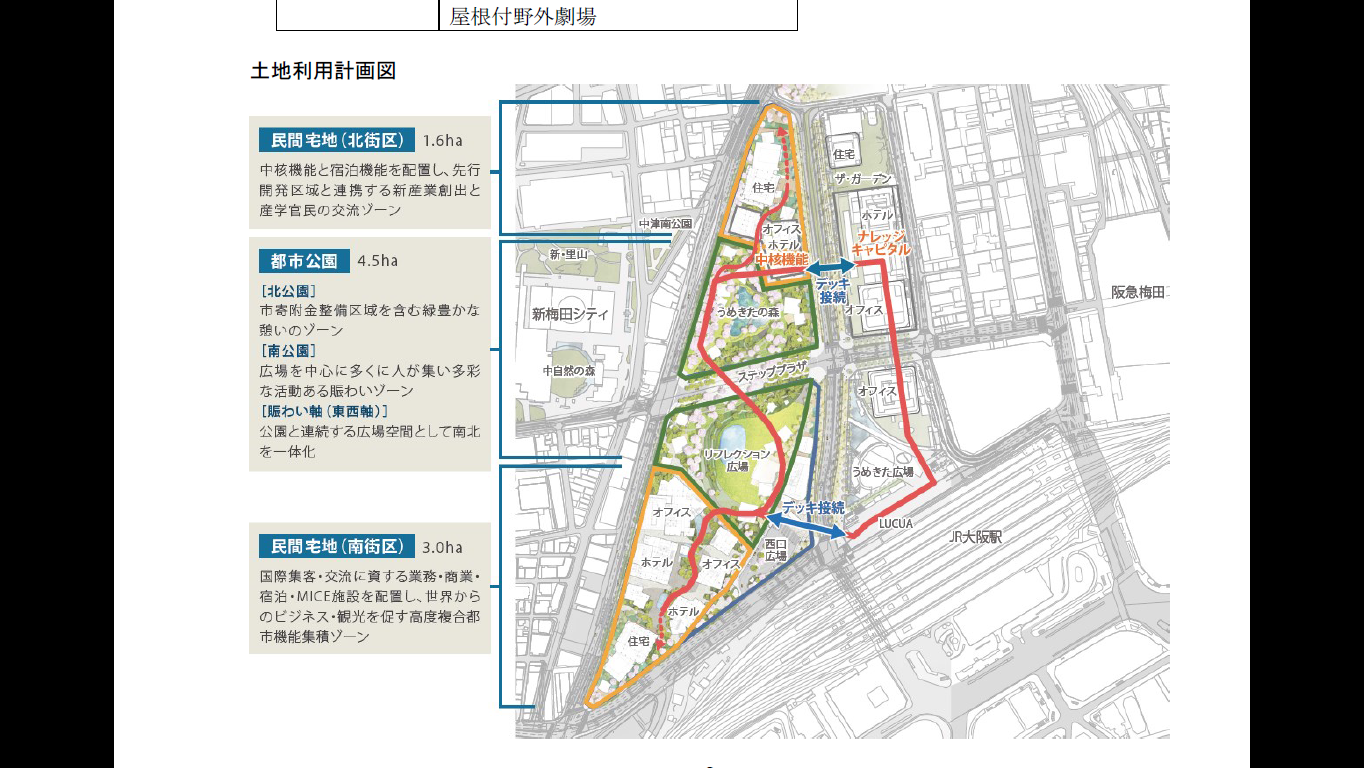 屋根付野外劇場
土地利用計画図
民間宅地(北街区) 1.6ha
中核機能と宿泊機能を配置し、先行
開発区域と連携する新産業創出と
産学官民の交流ゾーン
都市公園 4.5ha
[北公園]
市寄附金整備区域を含む緑豊かな
憩いのゾーン
[南公園]
広場を中心に多くに人が集い多彩
な活動ある賑わいゾーン
[賑わい軸(東西軸)]
公園と連続する広場空間として南北
を一体化
民間宅地(南街区) 3.0ha
国際集客・交流に資する業務・商業・
宿泊・MICE施設を配置し、世界から
のビジネス・観光を促す高度複合都
市機能集積ゾーン
住宅
ザ・ガーデン
住宅
ホテル
中津南公園
オフィス
ホテル
ナレッジ
キャピタル
新・里山
中核機能
デッキ
接続
阪急梅田
新梅田シティ
うめきたの森
オフィス
中自然の森
ステッププラザ
オフィス
リフレクション
広場
うめきた広場
オフィス
デッキ接続
LUCUA
JR大阪駅
西口
広場
ホテル
オフィス
ホテル
住宅